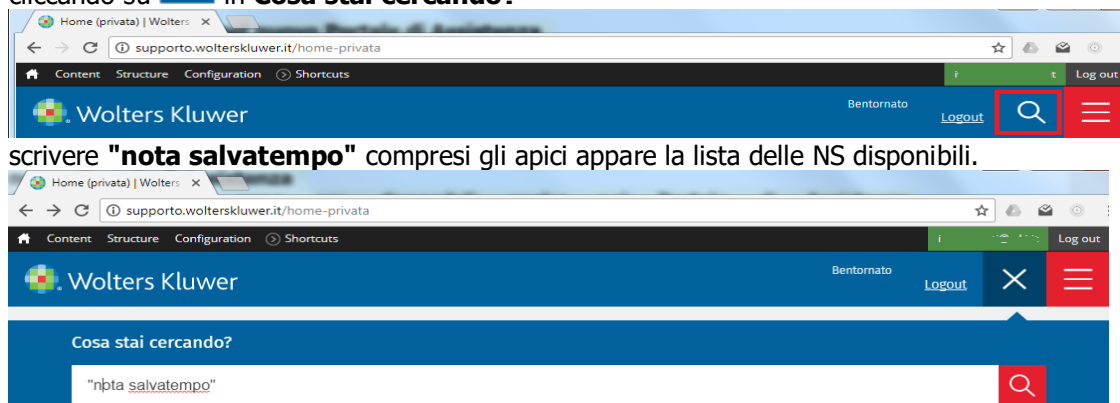 cliccando su in Cosa stai cercando?
Home (privata) | Wolters
supporto.wolterskluwer.it/home-privata
Content Structure Configuration Shortcuts Log out
Wolters Kluwer Bentornato Logout
scrivere "nota salvatempo" compresi gli apici appare la lista delle NS disponibili.
Home (privata) | Wolters
supporto.wolterskluwer.it/home-privata
Content Structure Configuration Shortcuts Log out
Wolters Kluwer Bentornato Logout
Cosa stai cercando?
"nota salvatempo"